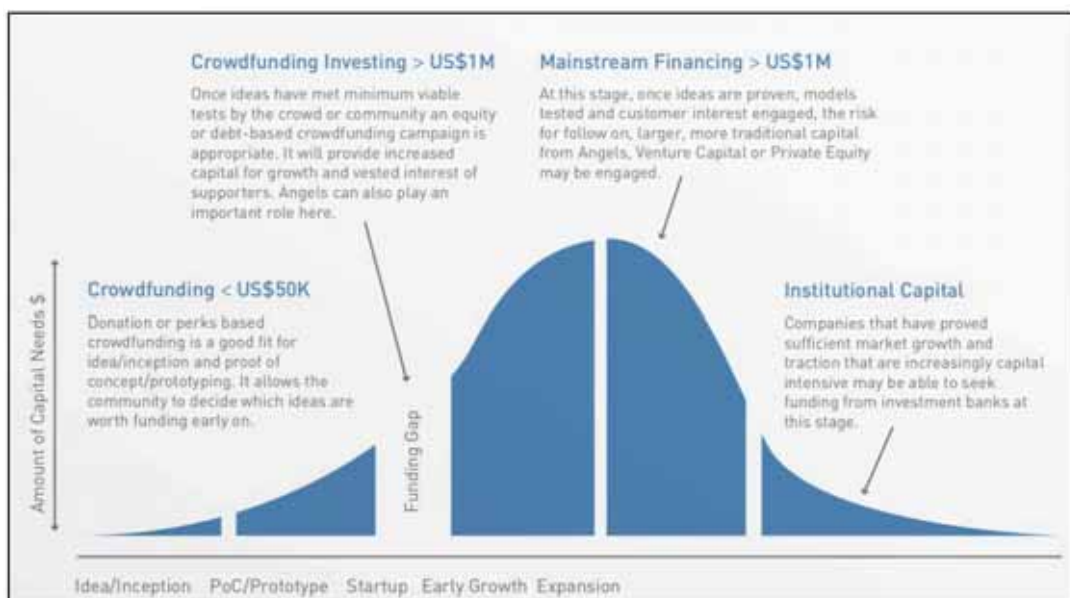 Crowdfunding Investing > US$1M
Once ideas have met minimum viable
tests by the crowd or community an equity
or debt-based crowdfunding campaign is
appropriate. It will provide increased
capital for growth and vested interest of
supporters. Angels can also play an
important role here.
Mainstream Financing > US$1M
At this stage, once ideas are proven, models
tested and customer interest engaged, the risk
for follow on, larger, more traditional capital
from Angels, Venture Capital or Private Equity
may be engaged.
Crowdfunding < US$50K
Donation or perks based
crowdfunding is a good fit for
idea/inception and proof of
concept/prototyping. It allows the
community to decide which ideas are
worth funding early on.
Institutional Capital
Companies that have proved
sufficient market growth and
traction that are increasingly capital
intensive may be able to seek
funding from investment banks at
this stage.
Amount of Capital Needs $
Funding Gap
Idea/Inception PoC/Prototype Startup Early Growth Expansion